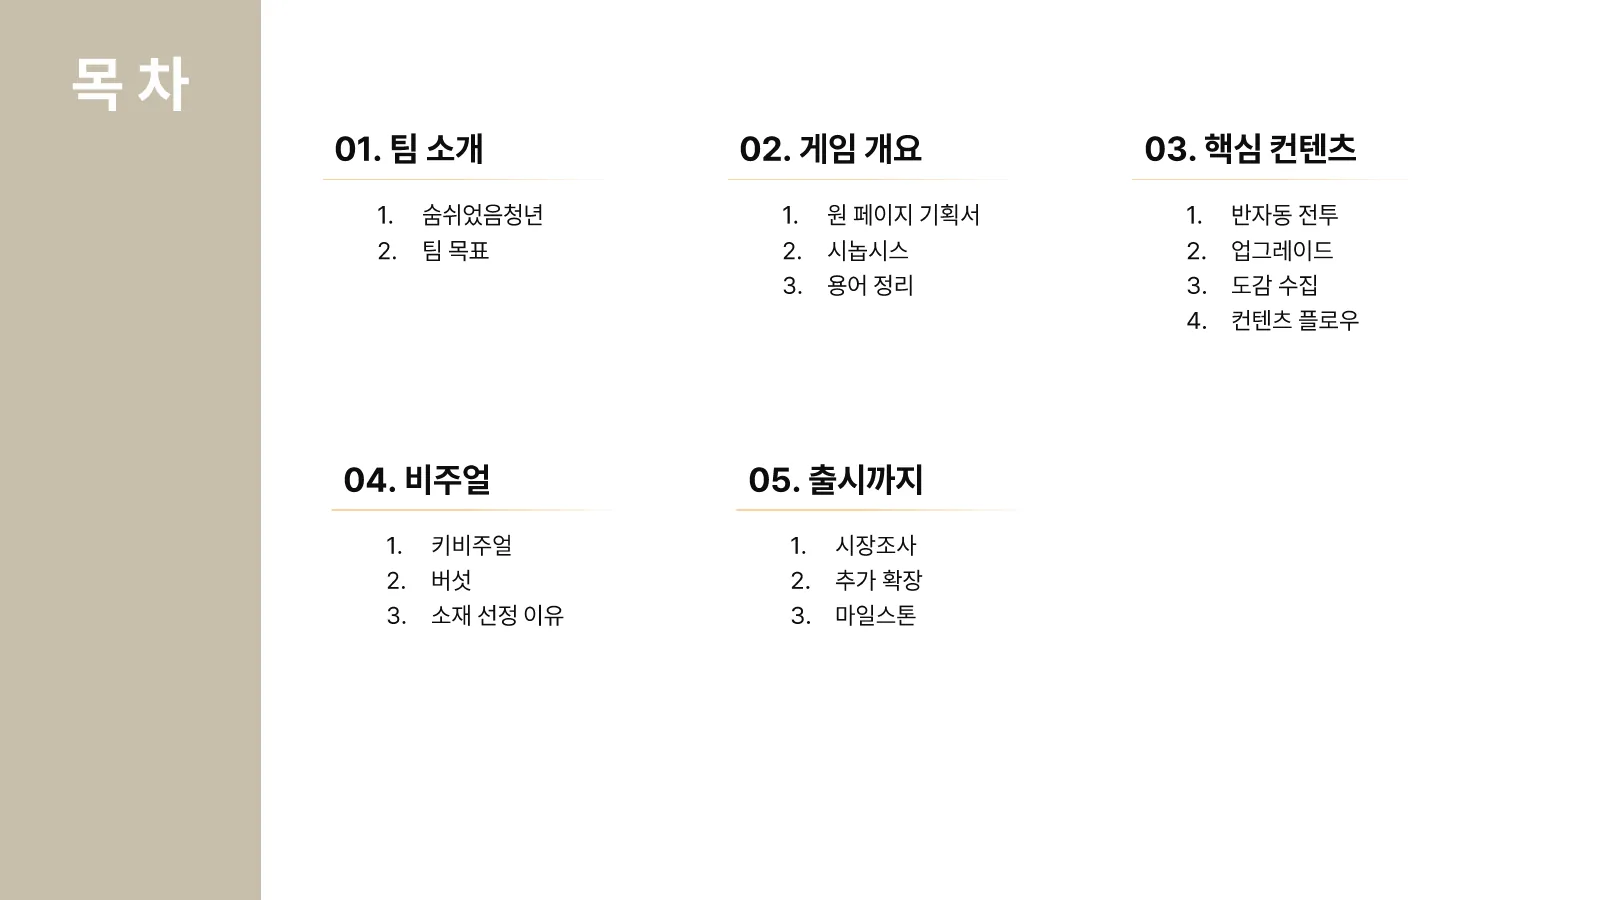 목 차
01. 팀 소개
1. 숨쉬었음청년
2. 팀 목표
02. 게임 개요
1. 원 페이지 기획서
2. 시놉시스
3. 용어 정리
03. 핵심 컨텐츠
1. 반자동 전투
2. 업그레이드
3. 도감 수집
4. 컨텐츠 플로우
04. 비주얼
1. 키비주얼
2. 버섯
3. 소재 선정 이유
05. 출시까지
1. 시장조사
2. 추가 확장
3. 마일스톤